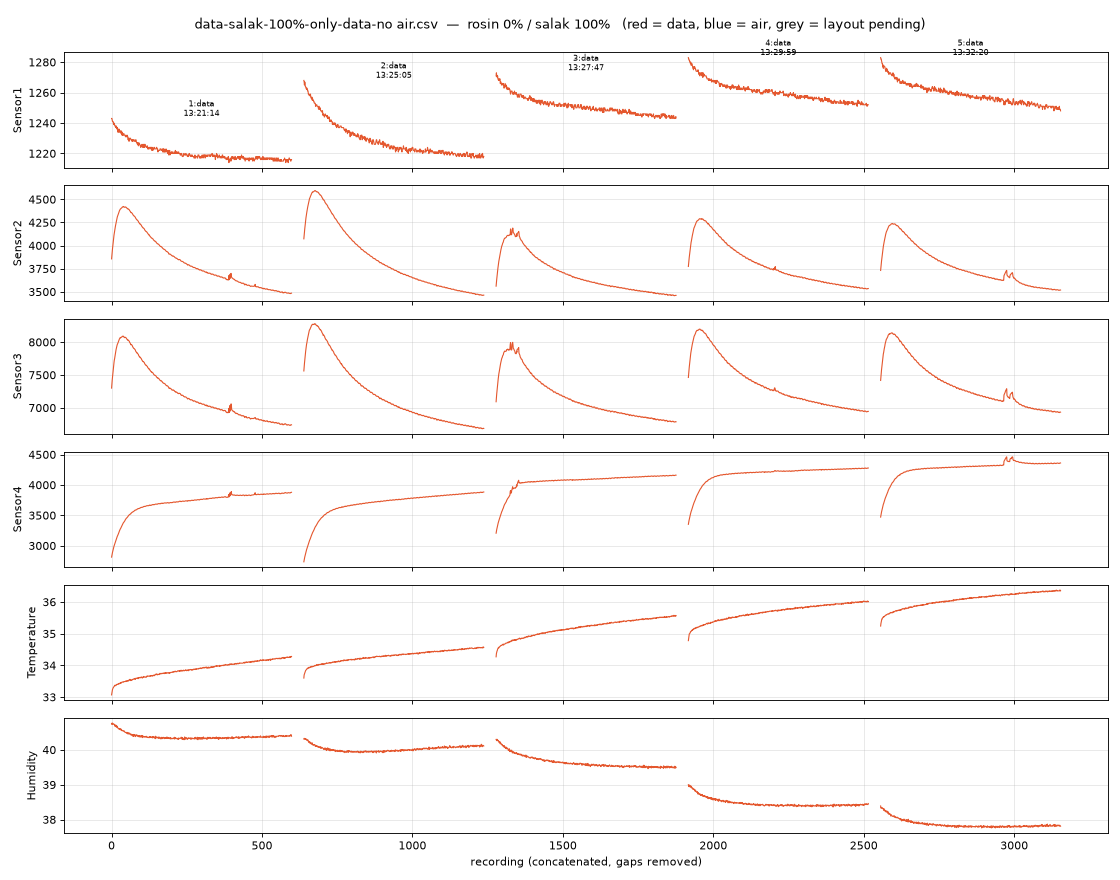 data-salak-100%-only-data-no air.csv — rosin 0% / salak 100% (red = data, blue = air, grey = layout pending)
Sensor1
1280
1260
1240
1220
1:data
13:21:14
2:data
13:25:05
3:data
13:27:47
4:data
13:29:59
5:data
13:32:20
Sensor2
4500
4250
4000
3750
3500
Sensor3
8000
7500
7000
Sensor4
4500
4000
3500
3000
Temperature
36
35
34
33
Humidity
40
39
38
0 500 1000 1500 2000 2500 3000
recording (concatenated, gaps removed)